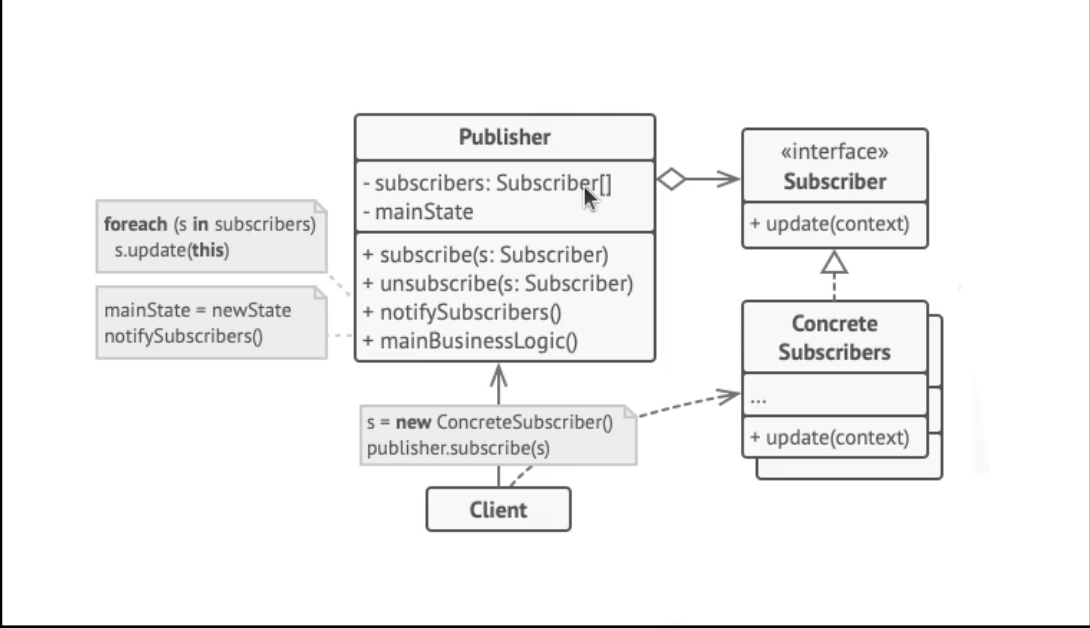 Publisher
- subscribers: Subscriber[]
- mainState
+ subscribe(s: Subscriber)
+ unsubscribe(s: Subscriber)
+ notifySubscribers()
+ mainBusinessLogic()
«interface»
Subscriber
+ update(context)
foreach (s in subscribers)
s.update(this)
mainState = newState
notifySubscribers()
Concrete
Subscribers
...
+ update(context)
s = new ConcreteSubscriber()
publisher.subscribe(s)
Client